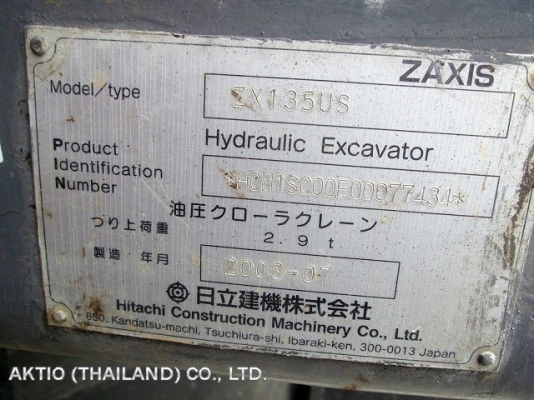 ZAXIS
Model/type ZX135US
Product Hydraulic Excavator
Identification
Number *HCM1SC00E00077434*
油圧クローラクレーン
つり上荷重 2.9 t
製造 年月 2008-07
日立建機株式会社
Hitachi Construction Machinery Co., Ltd.
650, Kandatsu-machi, Tsuchiura-shi, Ibaraki-ken, 300-0013 Japan
AKTIO (THAILAND) CO., LTD.